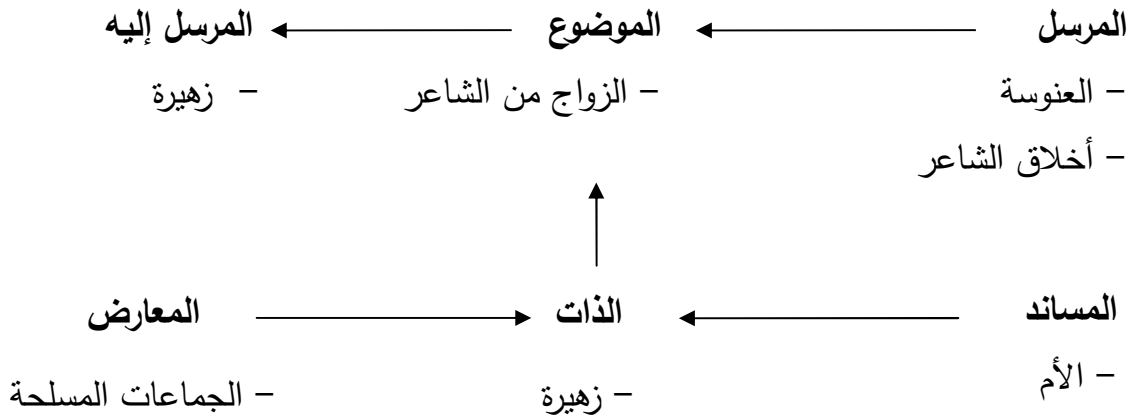 المرسل الموضوع المرسل إليه
– العنوسة – الزواج من الشاعر – زهيرة
– أخلاق الشاعر
المساند الذات المعارض
– الأم – زهيرة – الجماعات المسلحة